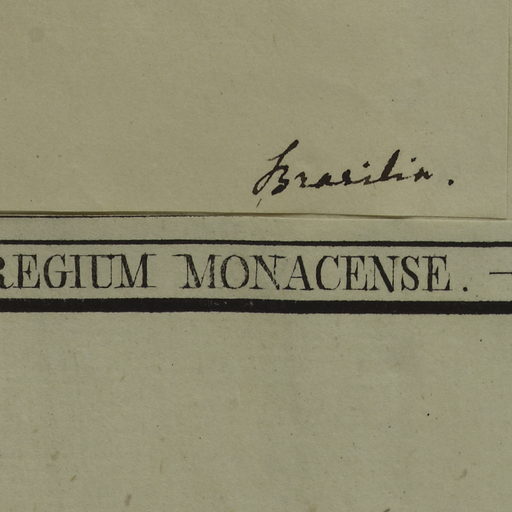 Brasilia.
REGIUM MONACENSE. —